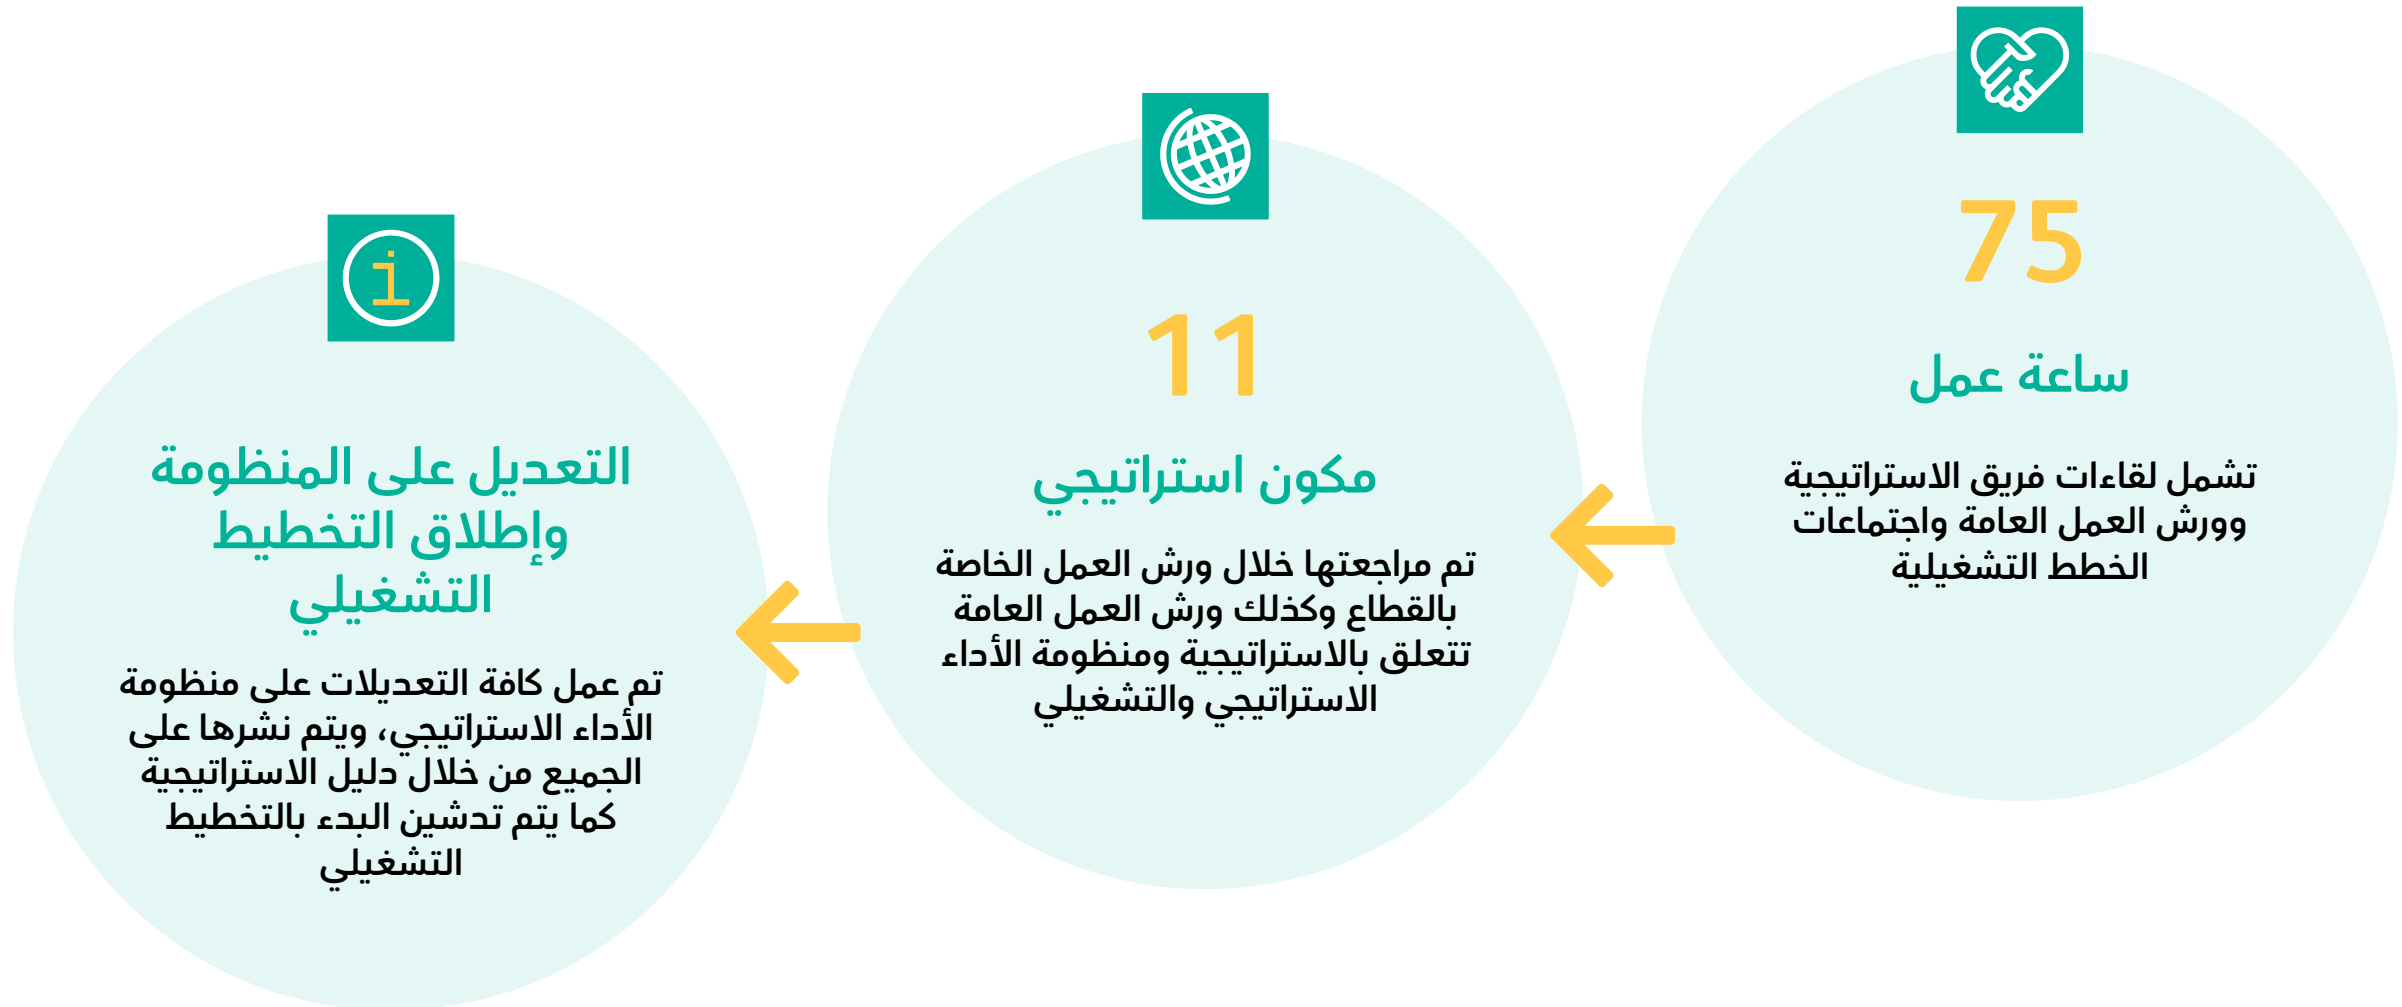 75
ساعة عمل
تشمل لقاءات فريق الاستراتيجية
وورش العمل العامة واجتماعات
الخطط التشغيلية
11
مكون استراتيجي
تم مراجعتها خلال ورش العمل الخاصة
بالقطاع وكذلك ورش العمل العامة
تتعلق بالاستراتيجية ومنظومة الأداء
الاستراتيجي والتشغيلي
i
التعديل على المنظومة
وإطلاق التخطيط
التشغيلي
تم عمل كافة التعديلات على منظومة
الأداء الاستراتيجي، ويتم نشرها على
الجميع من خلال دليل الاستراتيجية
كما يتم تدشين البدء بالتخطيط
التشغيلي